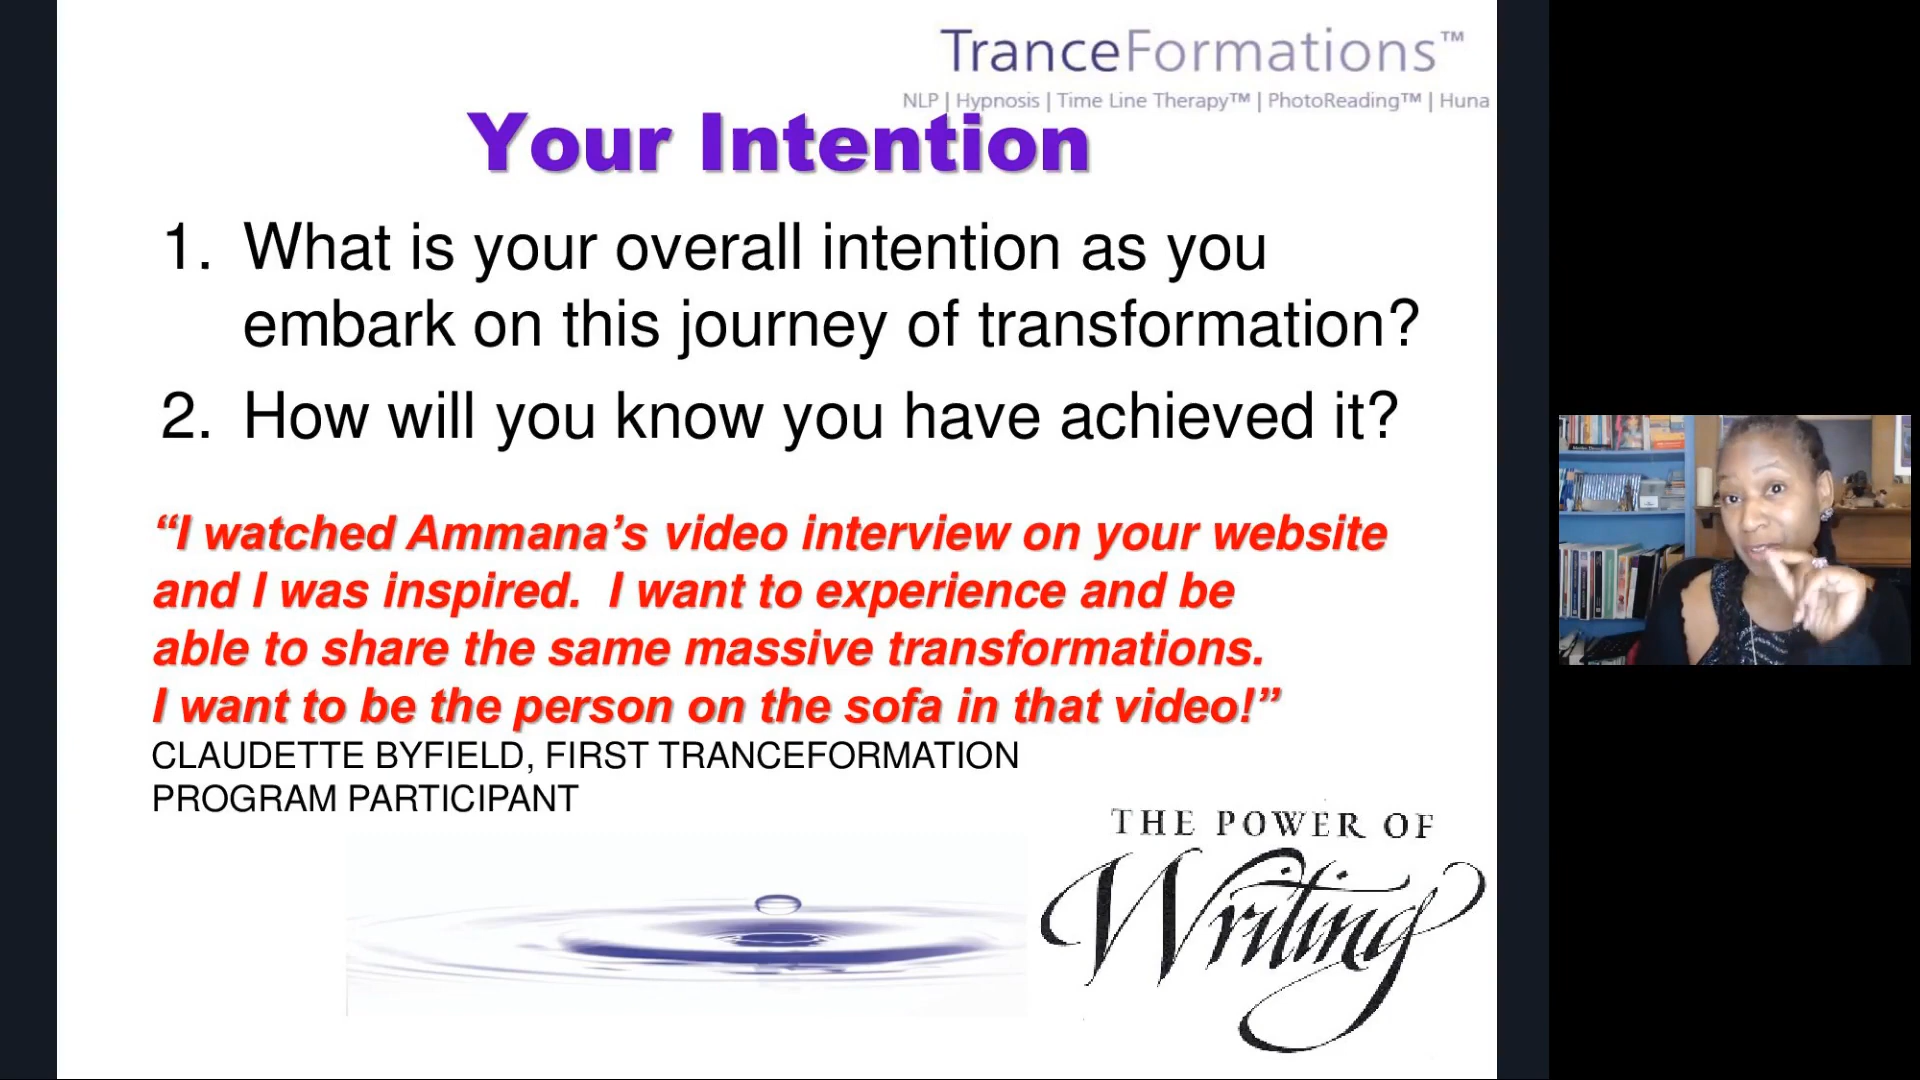 TranceFormations™
NLP | Hypnosis | Time Line Therapy™ | PhotoReading™ | Huna
Your Intention
1. What is your overall intention as you
embark on this journey of transformation?
2. How will you know you have achieved it?
“I watched Ammana’s video interview on your website
and I was inspired. I want to experience and be
able to share the same massive transformations.
I want to be the person on the sofa in that video!”
CLAUDETTE BYFIELD, FIRST TRANCEFORMATION
PROGRAM PARTICIPANT
THE POWER OF
Writing